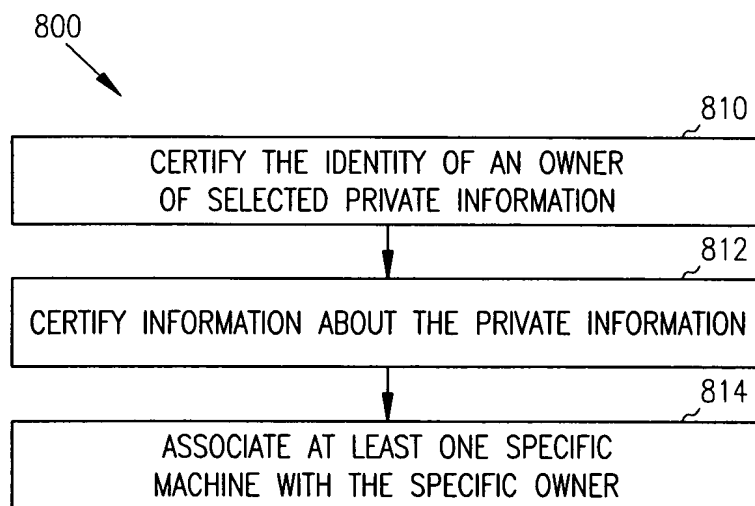 800
810
CERTIFY THE IDENTITY OF AN OWNER
OF SELECTED PRIVATE INFORMATION
812
CERTIFY INFORMATION ABOUT THE PRIVATE INFORMATION
814
ASSOCIATE AT LEAST ONE SPECIFIC
MACHINE WITH THE SPECIFIC OWNER